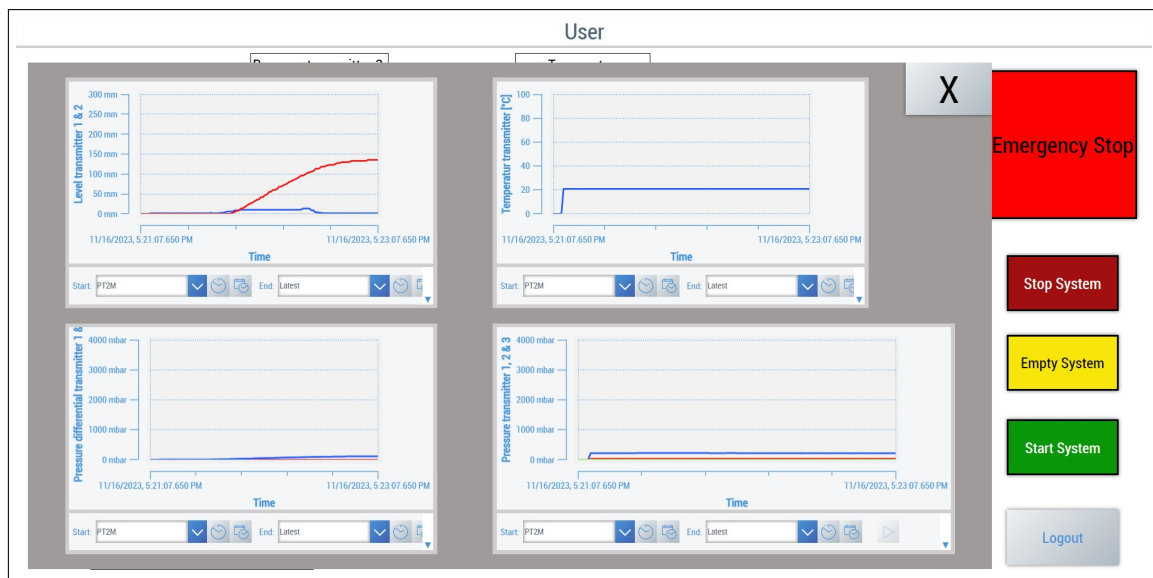 User
X
300 mm
250 mm
200 mm
150 mm
100 mm
50 mm
0 mm
Level transmitter 1 & 2
11/16/2023, 5:21:07.650 PM
11/16/2023, 5:23:07.650 PM
Time
Start:
PT2M
End:
Latest
100
80
60
40
20
0
Temperatur transmitter [°C]
11/16/2023, 5:21:07.650 PM
11/16/2023, 5:23:07.650 PM
Time
Start:
PT2M
End:
Latest
4000 mbar
3000 mbar
2000 mbar
1000 mbar
0 mbar
Pressure differential transmitter 1 &
11/16/2023, 5:21:07.650 PM
11/16/2023, 5:23:07.650 PM
Time
Start:
PT2M
End:
Latest
4000 mbar
3000 mbar
2000 mbar
1000 mbar
0 mbar
Pressure transmitter 1, 2 & 3
11/16/2023, 5:21:07.650 PM
11/16/2023, 5:23:07.650 PM
Time
Start:
PT2M
End:
Latest
Emergency Stop
Stop System
Empty System
Start System
Logout